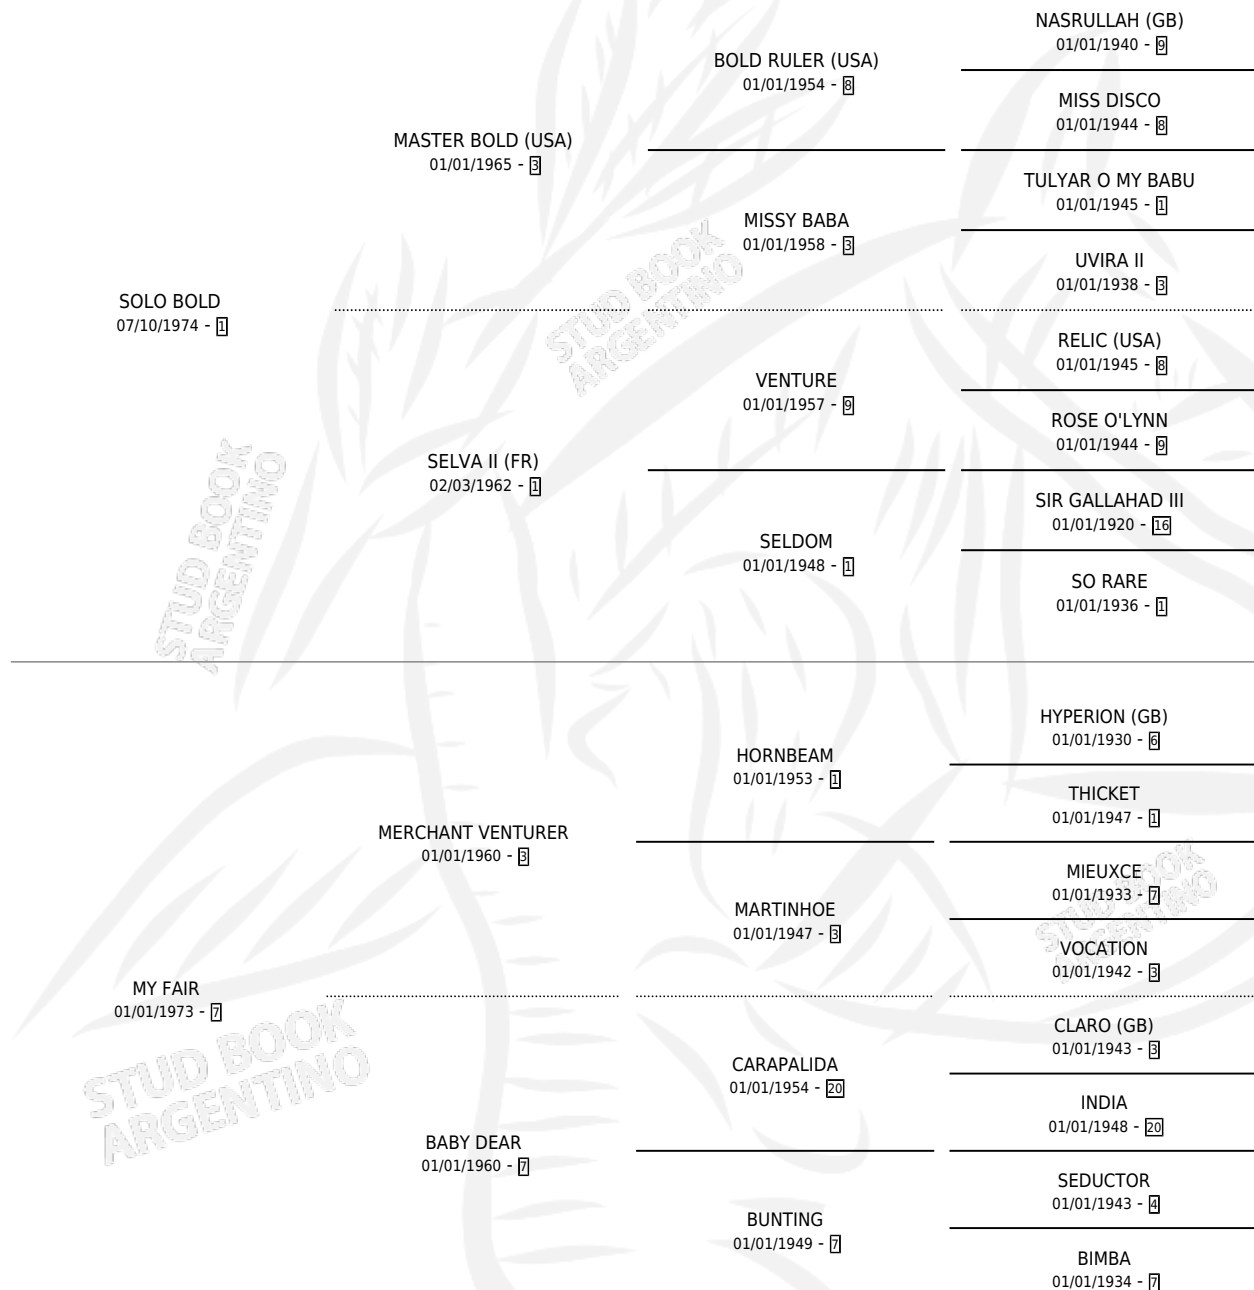 NASRULLAH (GB)
01/01/1940 - 9
BOLD RULER (USA)
01/01/1954 - 8
MISS DISCO
01/01/1944 - 8
MASTER BOLD (USA)
01/01/1965 - 3
TULYAR O MY BABU
01/01/1945 - 1
MISSY BABA
01/01/1958 - 3
UVIRA II
01/01/1938 - 3
SOLO BOLD
07/10/1974 - 1
RELIC (USA)
01/01/1945 - 8
VENTURE
01/01/1957 - 9
ROSE O'LYNN
01/01/1944 - 9
SELVA II (FR)
02/03/1962 - 1
SIR GALLAHAD III
01/01/1920 - 16
SELDOM
01/01/1948 - 1
SO RARE
01/01/1936 - 1
HYPERION (GB)
01/01/1930 - 6
HORNBEAM
01/01/1953 - 1
THICKET
01/01/1947 - 1
MERCHANT VENTURER
01/01/1960 - 3
MIEUXCE
01/01/1933 - 7
MARTINHOE
01/01/1947 - 3
VOCATION
01/01/1942 - 3
MY FAIR
01/01/1973 - 7
CLARO (GB)
01/01/1943 - 3
CARAPALIDA
01/01/1954 - 20
INDIA
01/01/1948 - 20
BABY DEAR
01/01/1960 - 7
SEDUCTOR
01/01/1943 - 4
BUNTING
01/01/1949 - 7
BIMBA
01/01/1934 - 7
STUD BOOK
ARGENTINO
STUD BOOK
ARGENTINO
STUD BOOK
ARGENTINO
STUD BOOK
ARGENTINO